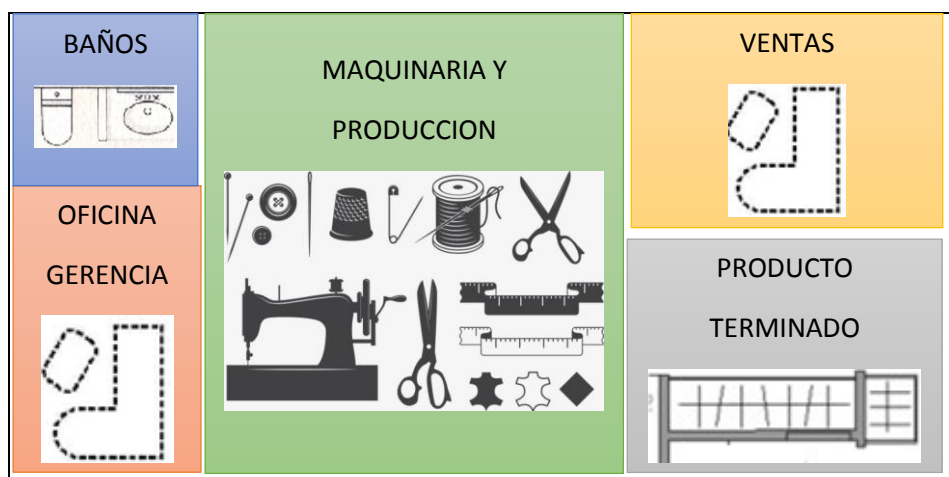 BAÑOS
OFICINA
GERENCIA
MAQUINARIA Y
PRODUCCION
VENTAS
PRODUCTO
TERMINADO